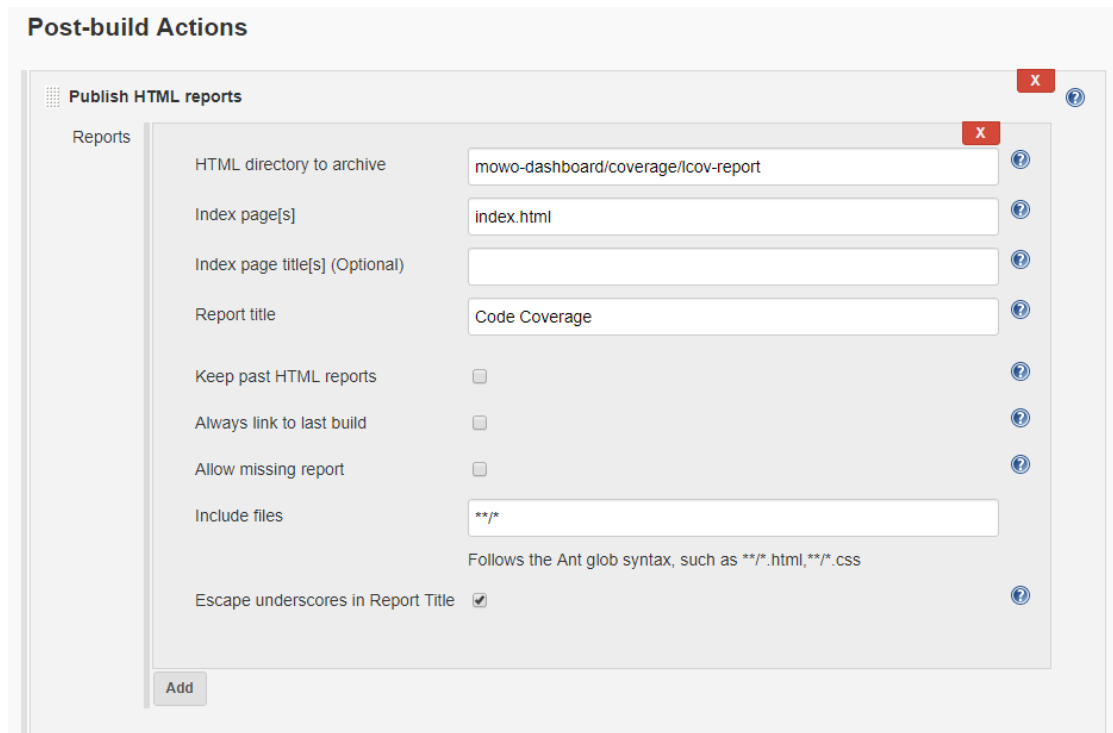 Post-build Actions
X
Publish HTML reports
?
Reports
X
HTML directory to archive
mowo-dashboard/coverage/lcov-report
?
Index page[s]
index.html
?
Index page title[s] (Optional)
?
Report title
Code Coverage
?
Keep past HTML reports
?
Always link to last build
?
Allow missing report
?
Include files
**/*
Follows the Ant glob syntax, such as **/*.html,**/*.css
Escape underscores in Report Title
?
Add